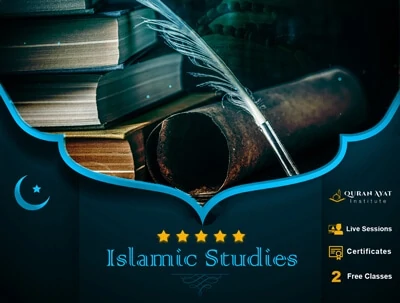 QURAN AYAT
Institute
Live Sessions
Certificates
2 Free Classes
Islamic Studies